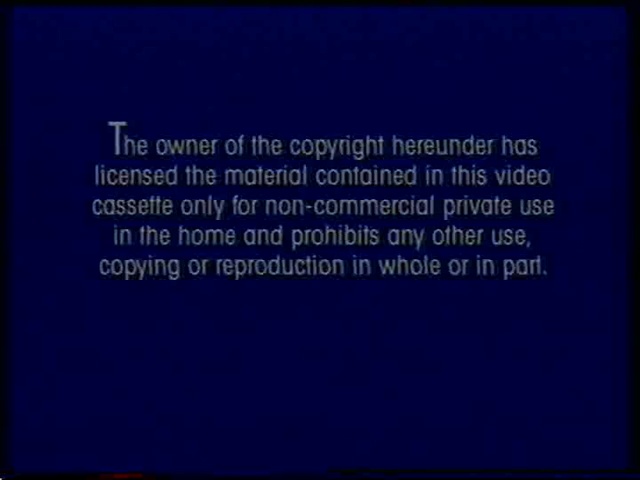 The owner of the copyright hereunder has
licensed the material contained in this video
cassette only for non-commercial private use
in the home and prohibits any other use,
copying or reproduction in whole or in part.